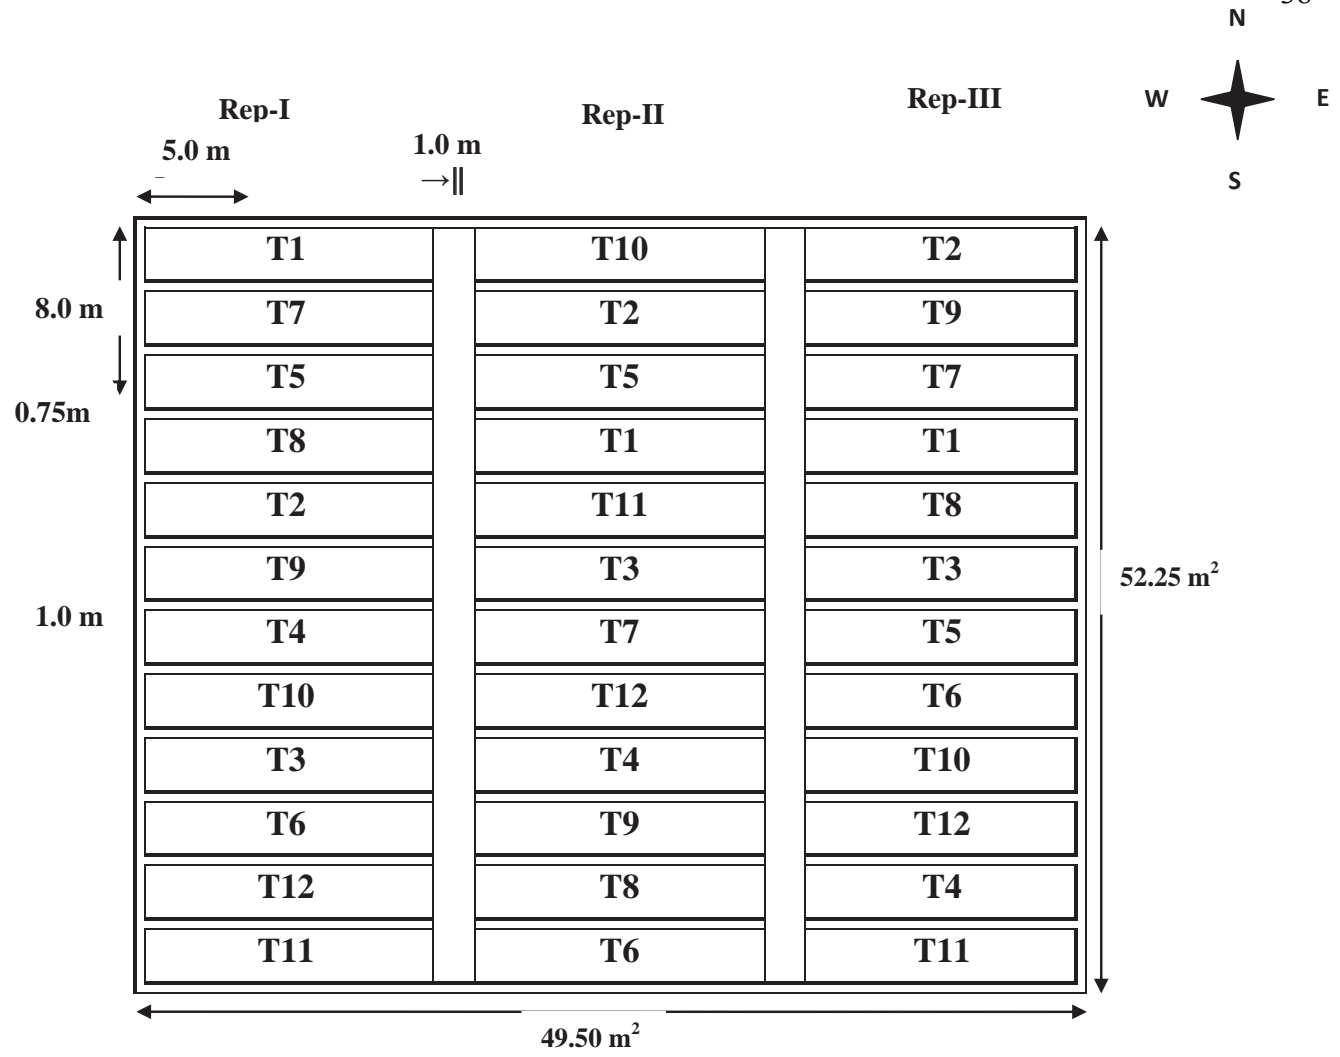 N
Rep-I Rep-II Rep-III W E
5.0 m 1.0 m
→||
S
T1 T10 T2
8.0 m T7 T2 T9
T5 T5 T7
0.75m
T8 T1 T1
T2 T11 T8
T9 T3 T3
52.25 m²
1.0 m T4 T7 T5
T10 T12 T6
T3 T4 T10
T6 T9 T12
T12 T8 T4
T11 T6 T11
49.50 m²